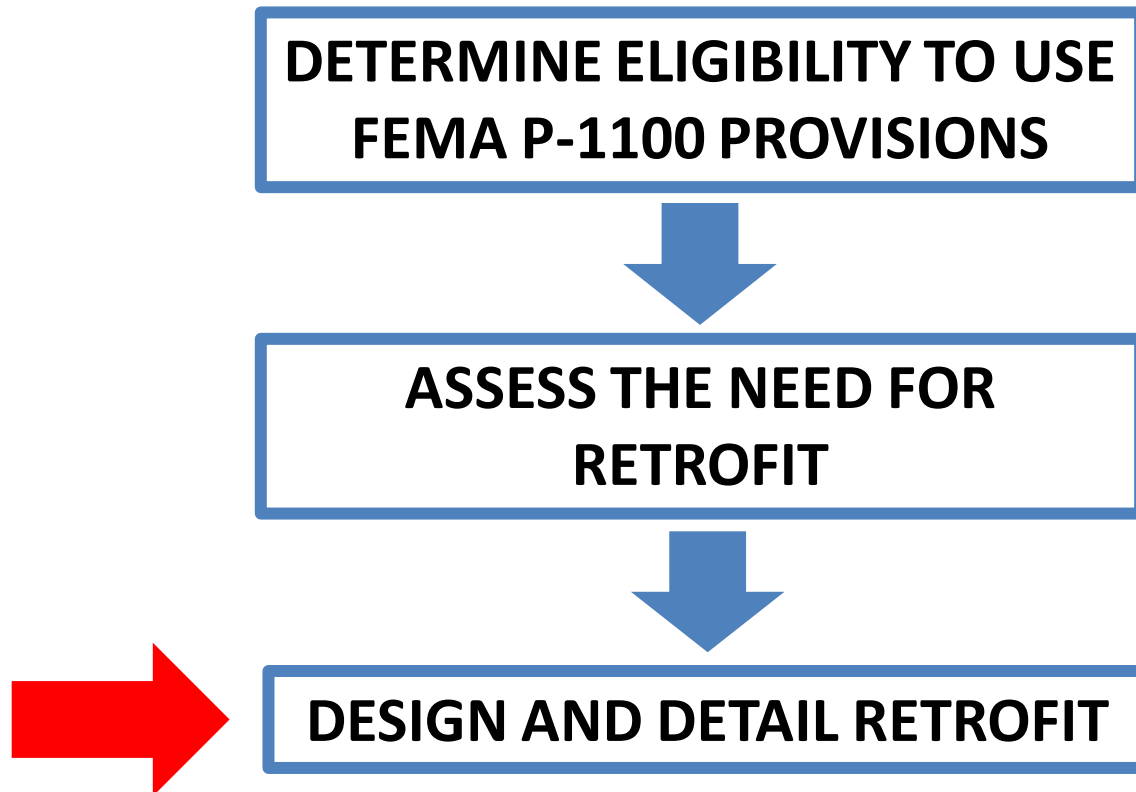 DETERMINE ELIGIBILITY TO USE
FEMA P-1100 PROVISIONS
ASSESS THE NEED FOR
RETROFIT
DESIGN AND DETAIL RETROFIT